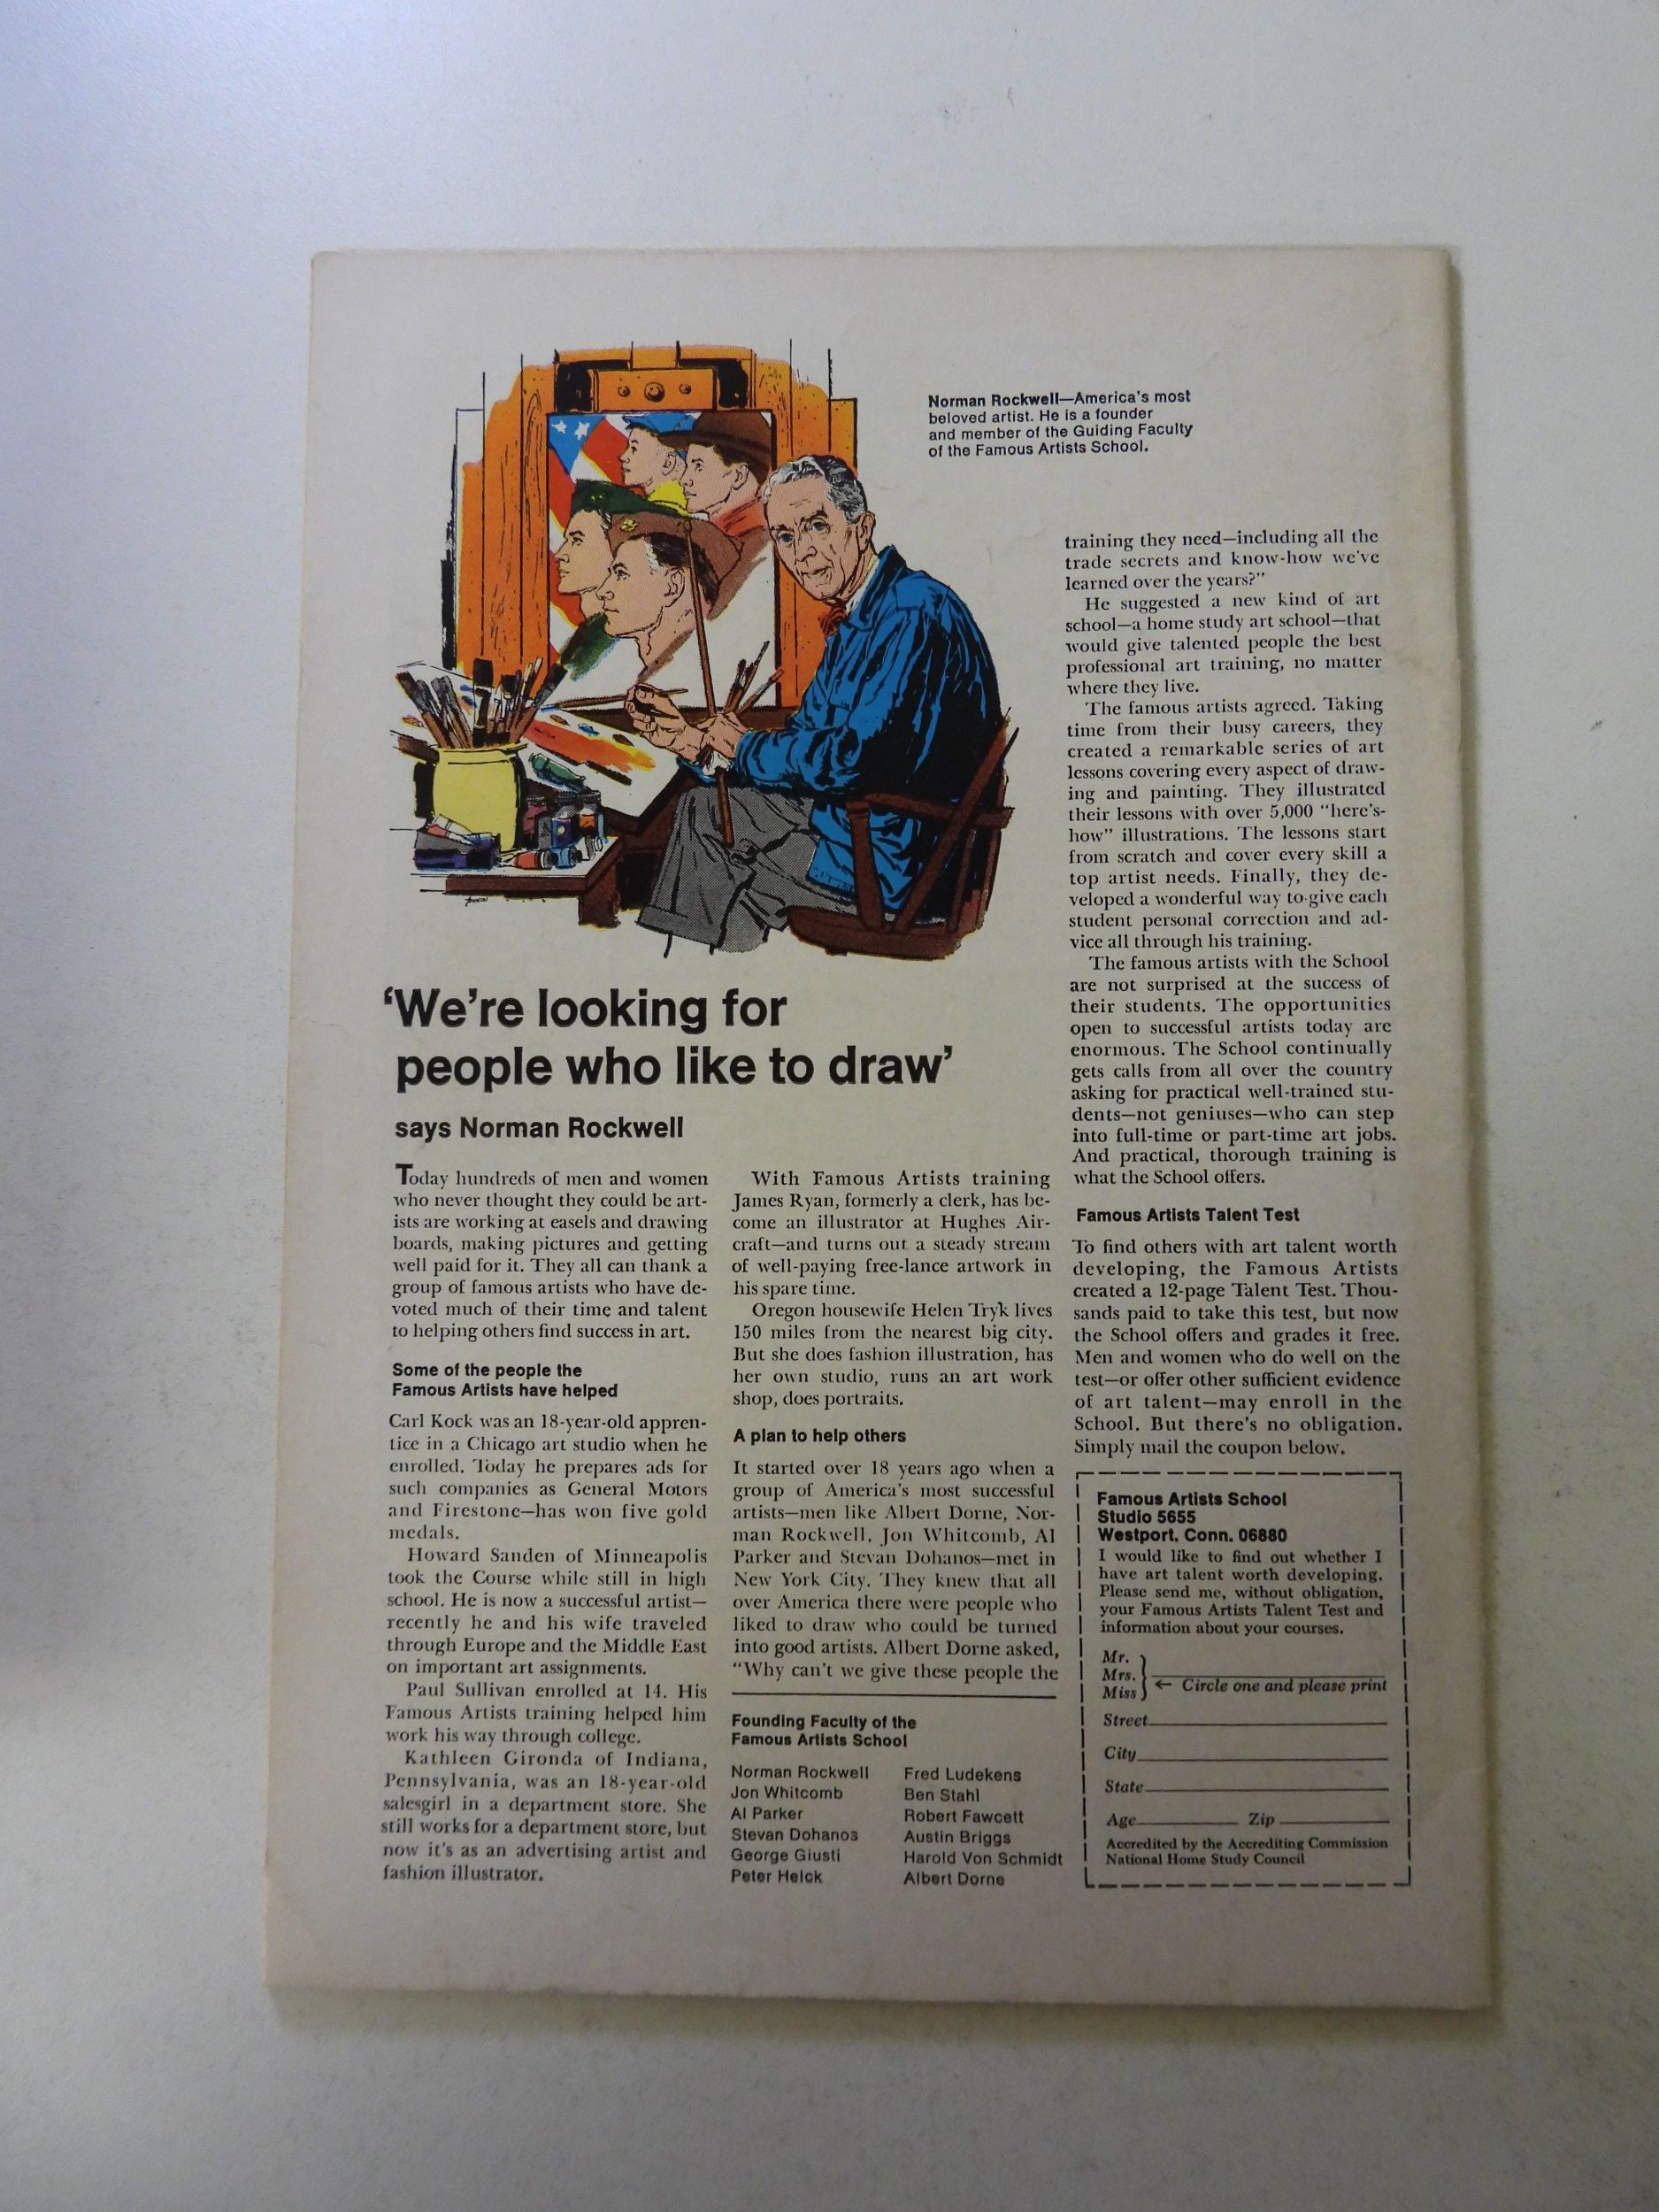 Norman Rockwell—America's most
beloved artist. He is a founder
and member of the Guiding Faculty
of the Famous Artists School.
'We're looking for
people who like to draw'
says Norman Rockwell
Today hundreds of men and women
who never thought they could be art-
ists are working at easels and drawing
boards, making pictures and getting
well paid for it. They all can thank a
group of famous artists who have de-
voted much of their time and talent
to helping others find success in art.
Some of the people the
Famous Artists have helped
Carl Kock was an 18-year-old appren-
tice in a Chicago art studio when he
enrolled. Today he prepares ads for
such companies as General Motors
and Firestone—has won five gold
medals.
Howard Sanden of Minneapolis
took the Course while still in high
school. He is now a successful artist—
recently he and his wife traveled
through Europe and the Middle East
on important art assignments.
Paul Sullivan enrolled at 14. His
Famous Artists training helped him
work his way through college.
Kathleen Gironda of Indiana,
Pennsylvania, was an 18-year-old
salesgirl in a department store. She
still works for a department store, but
now it's as an advertising artist and
fashion illustrator.
With Famous Artists training
James Ryan, formerly a clerk, has be-
come an illustrator at Hughes Air-
craft—and turns out a steady stream
of well-paying free-lance artwork in
his spare time.
Oregon housewife Helen Tryk lives
150 miles from the nearest big city.
But she does fashion illustration, has
her own studio, runs an art work
shop, does portraits.
A plan to help others
It started over 18 years ago when a
group of America's most successful
artists—men like Albert Dorne, Nor-
man Rockwell, Jon Whitcomb, Al
Parker and Stevan Dohanos—met in
New York City. They knew that all
over America there were people who
liked to draw who could be turned
into good artists. Albert Dorne asked,
"Why can't we give these people the
training they need—including all the
trade secrets and know-how we've
learned over the years?"
He suggested a new kind of art
school—a home study art school—that
would give talented people the best
professional art training, no matter
where they live.
The famous artists agreed. Taking
time from their busy careers, they
created a remarkable series of art
lessons covering every aspect of draw-
ing and painting. They illustrated
their lessons with over 5,000 "here's-
how" illustrations. The lessons start
from scratch and cover every skill a
top artist needs. Finally, they de-
veloped a wonderful way to give each
student personal correction and ad-
vice all through his training.
The famous artists with the School
are not surprised at the success of
their students. The opportunities
open to successful artists today are
enormous. The School continually
gets calls from all over the country
asking for practical well-trained stu-
dents—not geniuses—who can step
into full-time or part-time art jobs.
And practical, thorough training is
what the School offers.
Famous Artists Talent Test
To find others with art talent worth
developing, the Famous Artists
created a 12-page Talent Test. Thou-
sands paid to take this test, but now
the School offers and grades it free.
Men and women who do well on the
test—or offer other sufficient evidence
of art talent—may enroll in the
School. But there's no obligation.
Simply mail the coupon below.
Founding Faculty of the
Famous Artists School
Norman Rockwell
Jon Whitcomb
Al Parker
Stevan Dohanos
George Giusti
Peter Helck
Fred Ludekens
Ben Stahl
Robert Fawcett
Austin Briggs
Harold Von Schmidt
Albert Dorne
Famous Artists School
Studio 5655
Westport, Conn. 06880
I would like to find out whether I
have art talent worth developing.
Please send me, without obligation,
your Famous Artists Talent Test and
information about your courses.
Mr.
Mrs.
Miss
← Circle one and please print
Street
City
State
Age Zip
Accredited by the Accrediting Commission
National Home Study Council